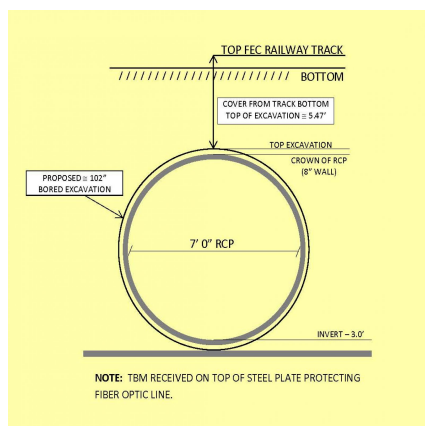 TOP FEC RAILWAY TRACK
BOTTOM
COVER FROM TRACK BOTTOM
TOP OF EXCAVATION ≅ 5.47'
TOP EXCAVATION
CROWN OF RCP
(8" WALL)
PROPOSED ≅ 102"
BORED EXCAVATION
7' 0" RCP
INVERT – 3.0'
NOTE: TBM RECEIVED ON TOP OF STEEL PLATE PROTECTING
FIBER OPTIC LINE.